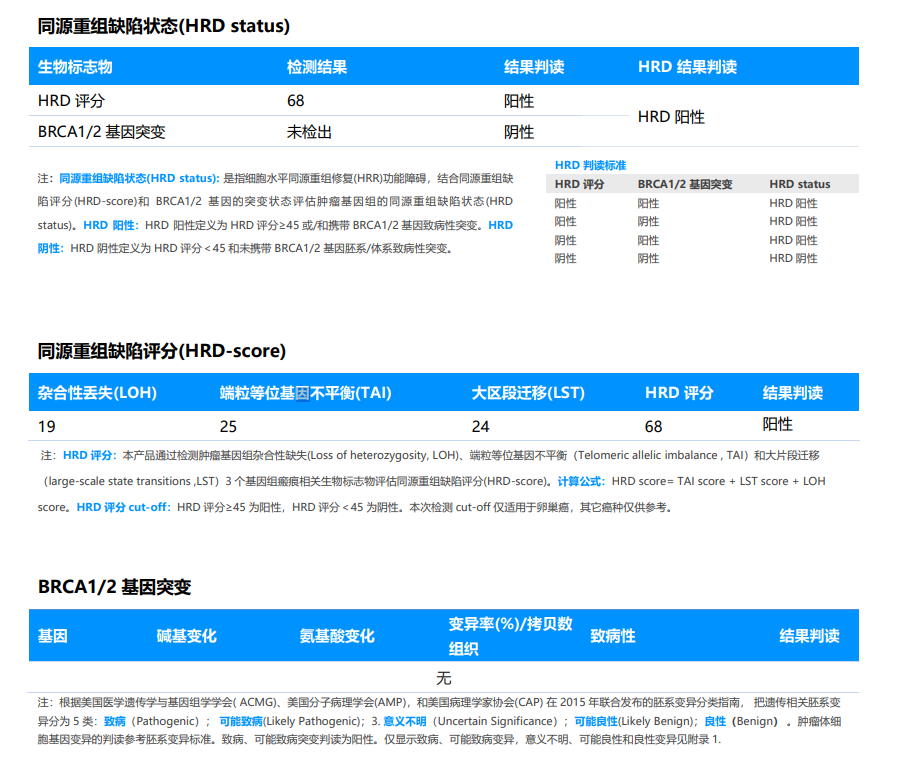 同源重组缺陷状态(HRD status)
生物标志物 检测结果 结果判读 HRD 结果判读
HRD 评分 68 阳性
HRD 阳性
BRCA1/2 基因突变 未检出 阴性
注：同源重组缺陷状态(HRD status): 是指细胞水平同源重组修复(HRR)功能障碍，结合同源重组缺
陷评分(HRD-score)和 BRCA1/2 基因的突变状态评估肿瘤基因组的同源重组缺陷状态(HRD
status)。HRD 阳性：HRD 阳性定义为 HRD 评分≥45 或/和携带 BRCA1/2 基因致病性突变。HRD
阴性：HRD 阴性定义为 HRD 评分＜45 和未携带 BRCA1/2 基因胚系/体系致病性突变。
HRD 判读标准
HRD 评分 BRCA1/2 基因突变 HRD status
阳性 阳性 HRD 阳性
阳性 阴性 HRD 阳性
阴性 阳性 HRD 阳性
阴性 阴性 HRD 阴性
同源重组缺陷评分(HRD-score)
杂合性丢失(LOH) 端粒等位基因不平衡(TAI) 大区段迁移(LST) HRD 评分 结果判读
19 25 24 68 阳性
注：HRD 评分：本产品通过检测肿瘤基因组杂合性缺失(Loss of heterozygosity, LOH)、端粒等位基因不平衡（Telomeric allelic imbalance , TAI）和大片段迁移
（large-scale state transitions ,LST）3 个基因组瘢痕相关生物标志物评估同源重组缺陷评分(HRD-score)。计算公式：HRD score= TAI score + LST score + LOH
score。HRD 评分 cut-off：HRD 评分≥45 为阳性，HRD 评分＜45 为阴性。本次检测 cut-off 仅适用于卵巢癌，其它癌种仅供参考。
BRCA1/2 基因突变
基因 碱基变化 氨基酸变化 变异率(%)/拷贝数 致病性 结果判读
组织
无
注：根据美国医学遗传学与基因组学学会( ACMG)、美国分子病理学会(AMP)，和美国病理学家协会(CAP) 在 2015 年联合发布的胚系变异分类指南， 把遗传相关胚系变
异分为 5 类：致病（Pathogenic）； 可能致病(Likely Pathogenic)；3. 意义不明（Uncertain Significance）；可能良性(Likely Benign)；良性（Benign）。肿瘤体细
胞基因变异的判读参考胚系变异标准。致病、可能致病突变判读为阳性。仅显示致病、可能致病变异，意义不明、可能良性和良性变异见附录 1.